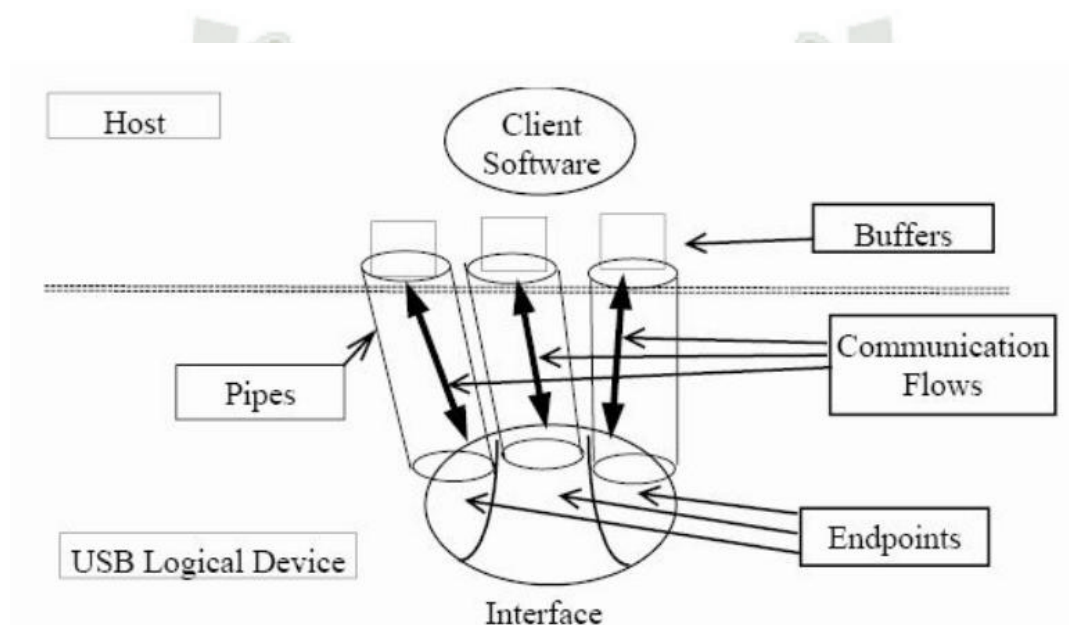 Host
Client
Software
Buffers
Communication
Flows
Pipes
Endpoints
USB Logical Device
Interface